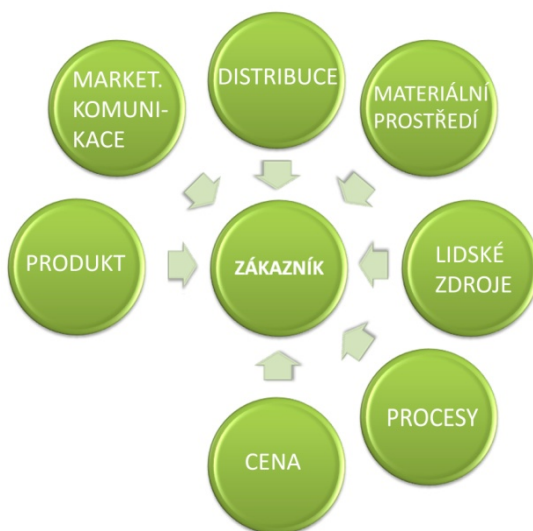 MARKET.
KOMUNI-
KACE
DISTRIBUCE
MATERIÁLNÍ
PROSTŘEDÍ
PRODUKT
ZÁKAZNÍK
LIDSKÉ
ZDROJE
CENA
PROCESY